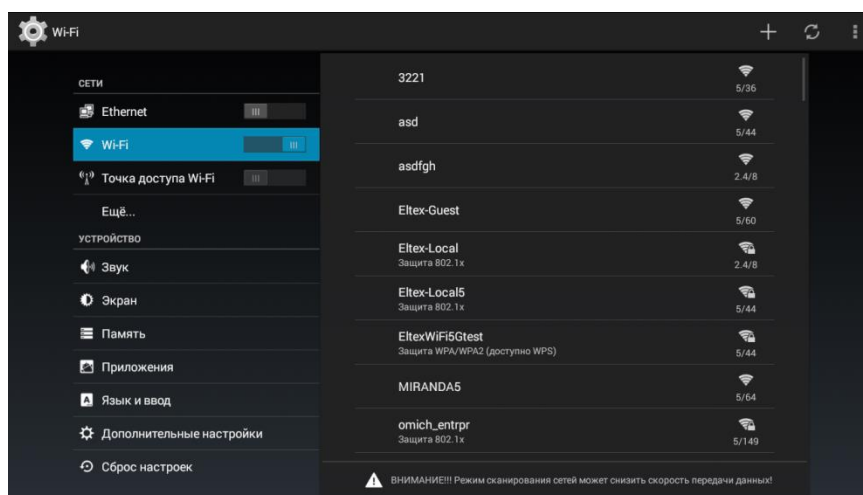 Wi-Fi
СЕТИ
Ethernet
Wi-Fi
Точка доступа Wi-Fi
Ещё...
УСТРОЙСТВО
Звук
Экран
Память
Приложения
A Язык и ввод
Дополнительные настройки
Сброс настроек
3221
5/36
asd
5/44
asdfgh
2.4/8
Eltex-Guest
5/60
Eltex-Local
Защита 802.1x
2.4/8
Eltex-Local5
Защита 802.1x
5/44
EltexWiFi5Gtest
Защита WPA/WPA2 (доступно WPS)
5/44
MIRANDA5
5/64
omich_entrpr
Защита 802.1x
5/149
ВНИМАНИЕ!!! Режим сканирования сетей может снизить скорость передачи данных!